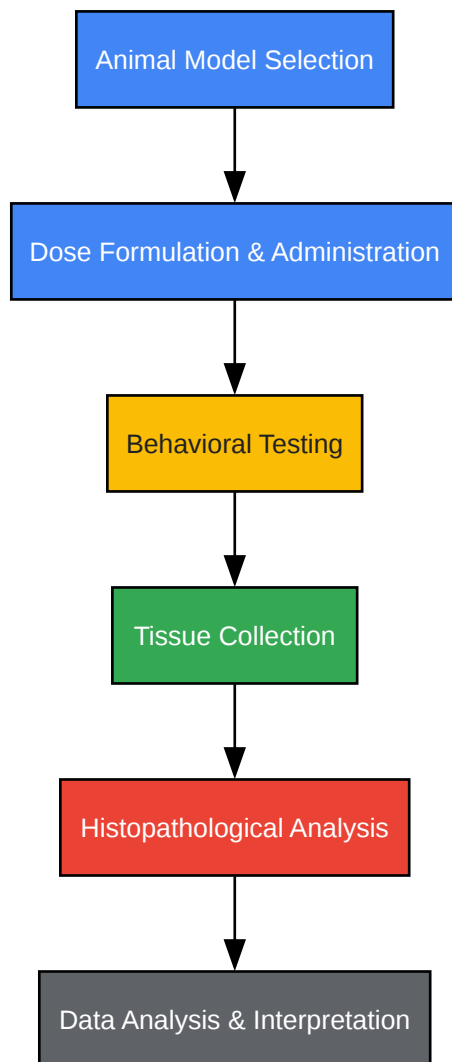 Animal Model Selection
Dose Formulation & Administration
Behavioral Testing
Tissue Collection
Histopathological Analysis
Data Analysis & Interpretation